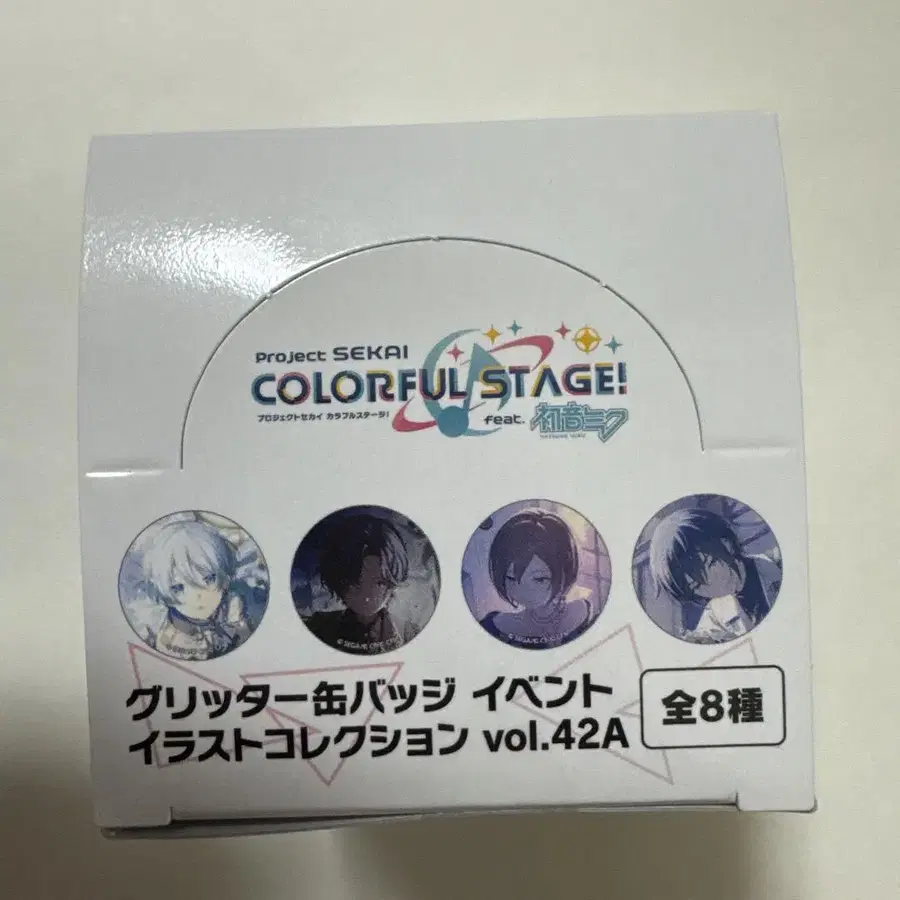 Project SEKAI
COLORFUL STAGE!
プロジェクトセカイ カラフルステージ!
feat. 初音ミク
HATSUNE MIKU
グリッター缶バッジ イベント
イラストコレクション vol.42A
全8種